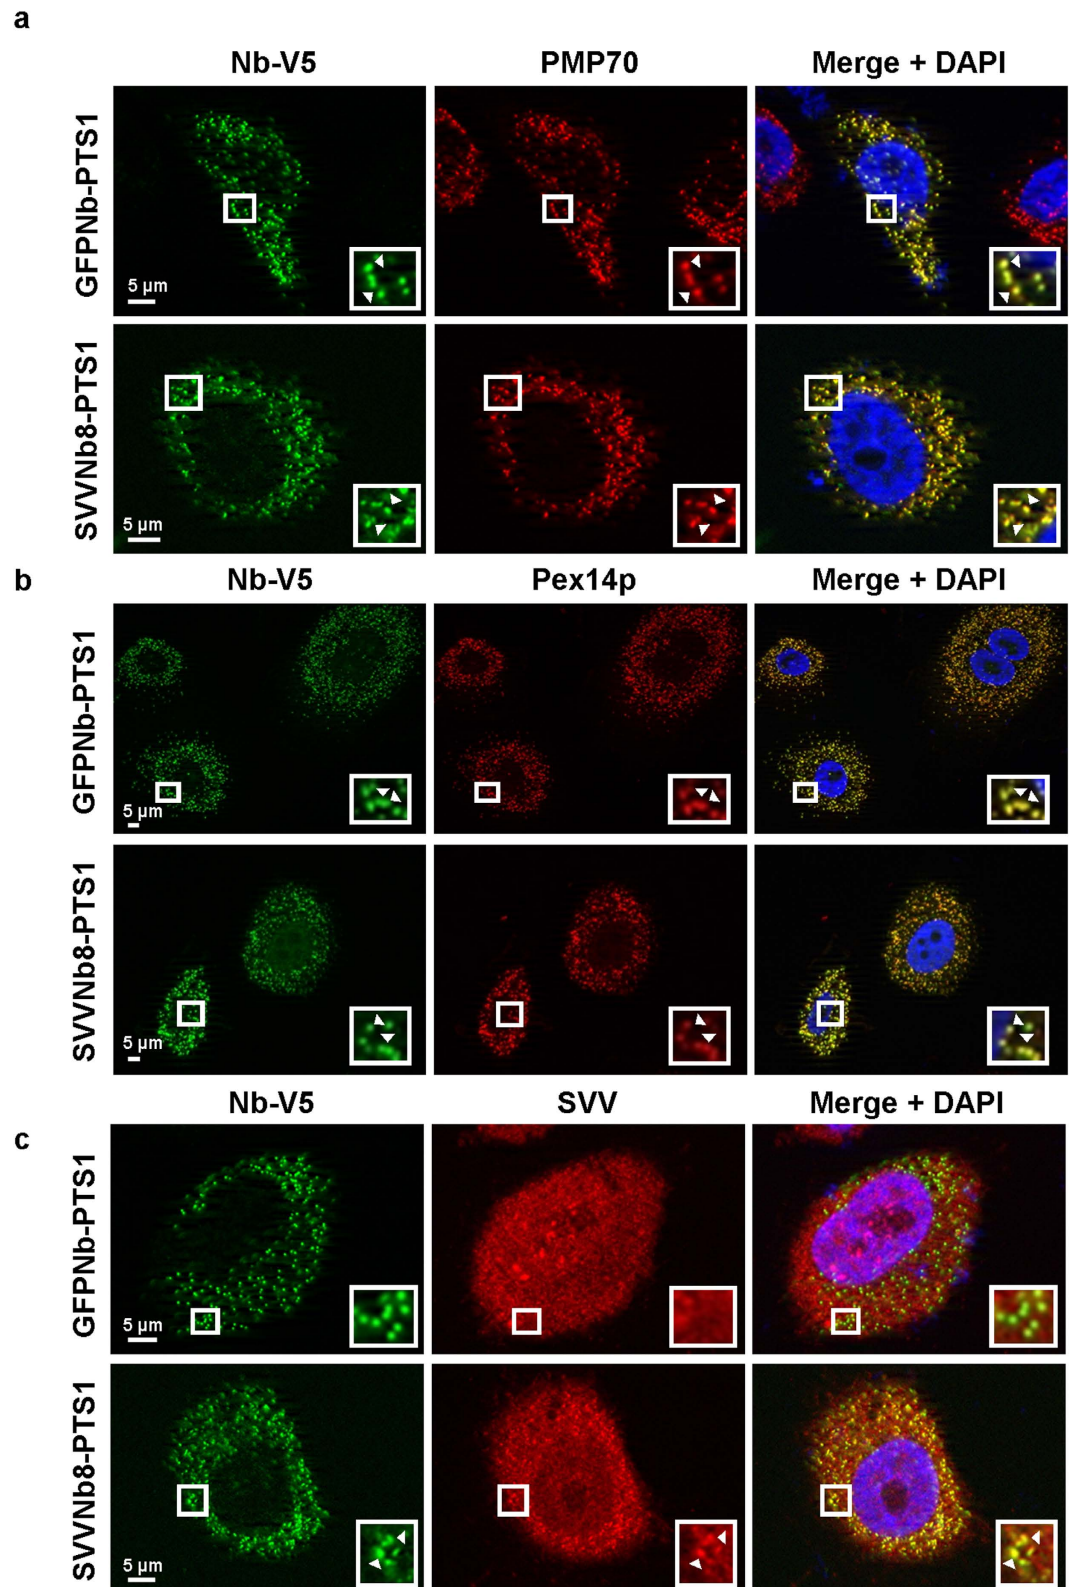 a
Nb-V5 PMP70 Merge + DAPI
GFPNb-PTS1
5 µm
SVVNb8-PTS1
5 µm
b
Nb-V5 Pex14p Merge + DAPI
GFPNb-PTS1
5 µm
SVVNb8-PTS1
5 µm
c
Nb-V5 SVV Merge + DAPI
GFPNb-PTS1
5 µm
SVVNb8-PTS1
5 µm